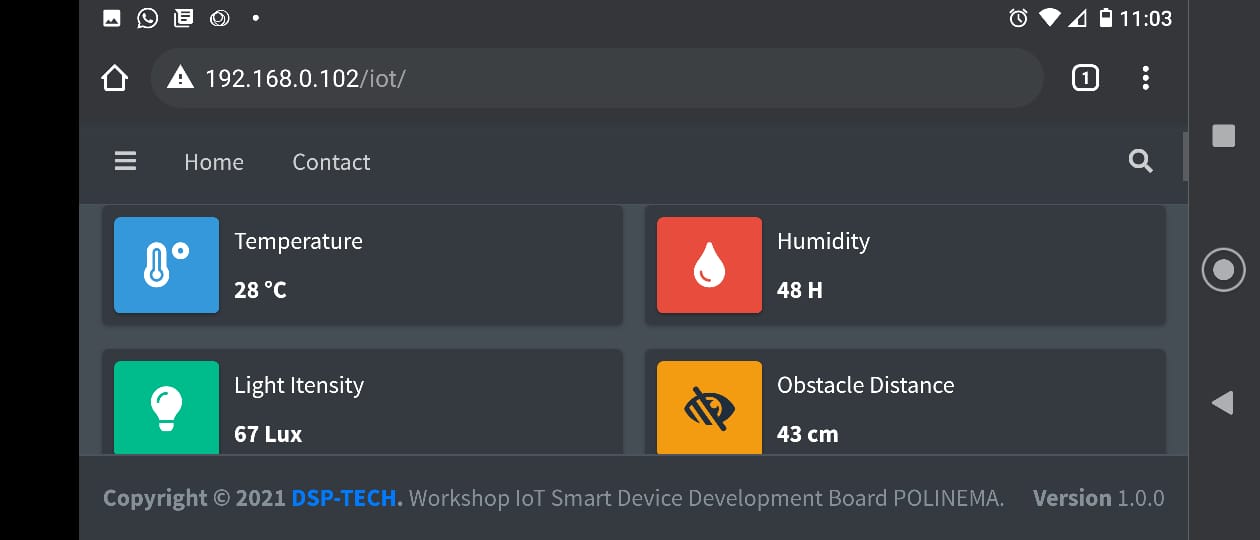 11:03
192.168.0.102/iot/
1
Home Contact
Temperature
28 °C
Humidity
48 H
Light Itensity
67 Lux
Obstacle Distance
43 cm
Copyright © 2021 DSP-TECH. Workshop IoT Smart Device Development Board POLINEMA. Version 1.0.0